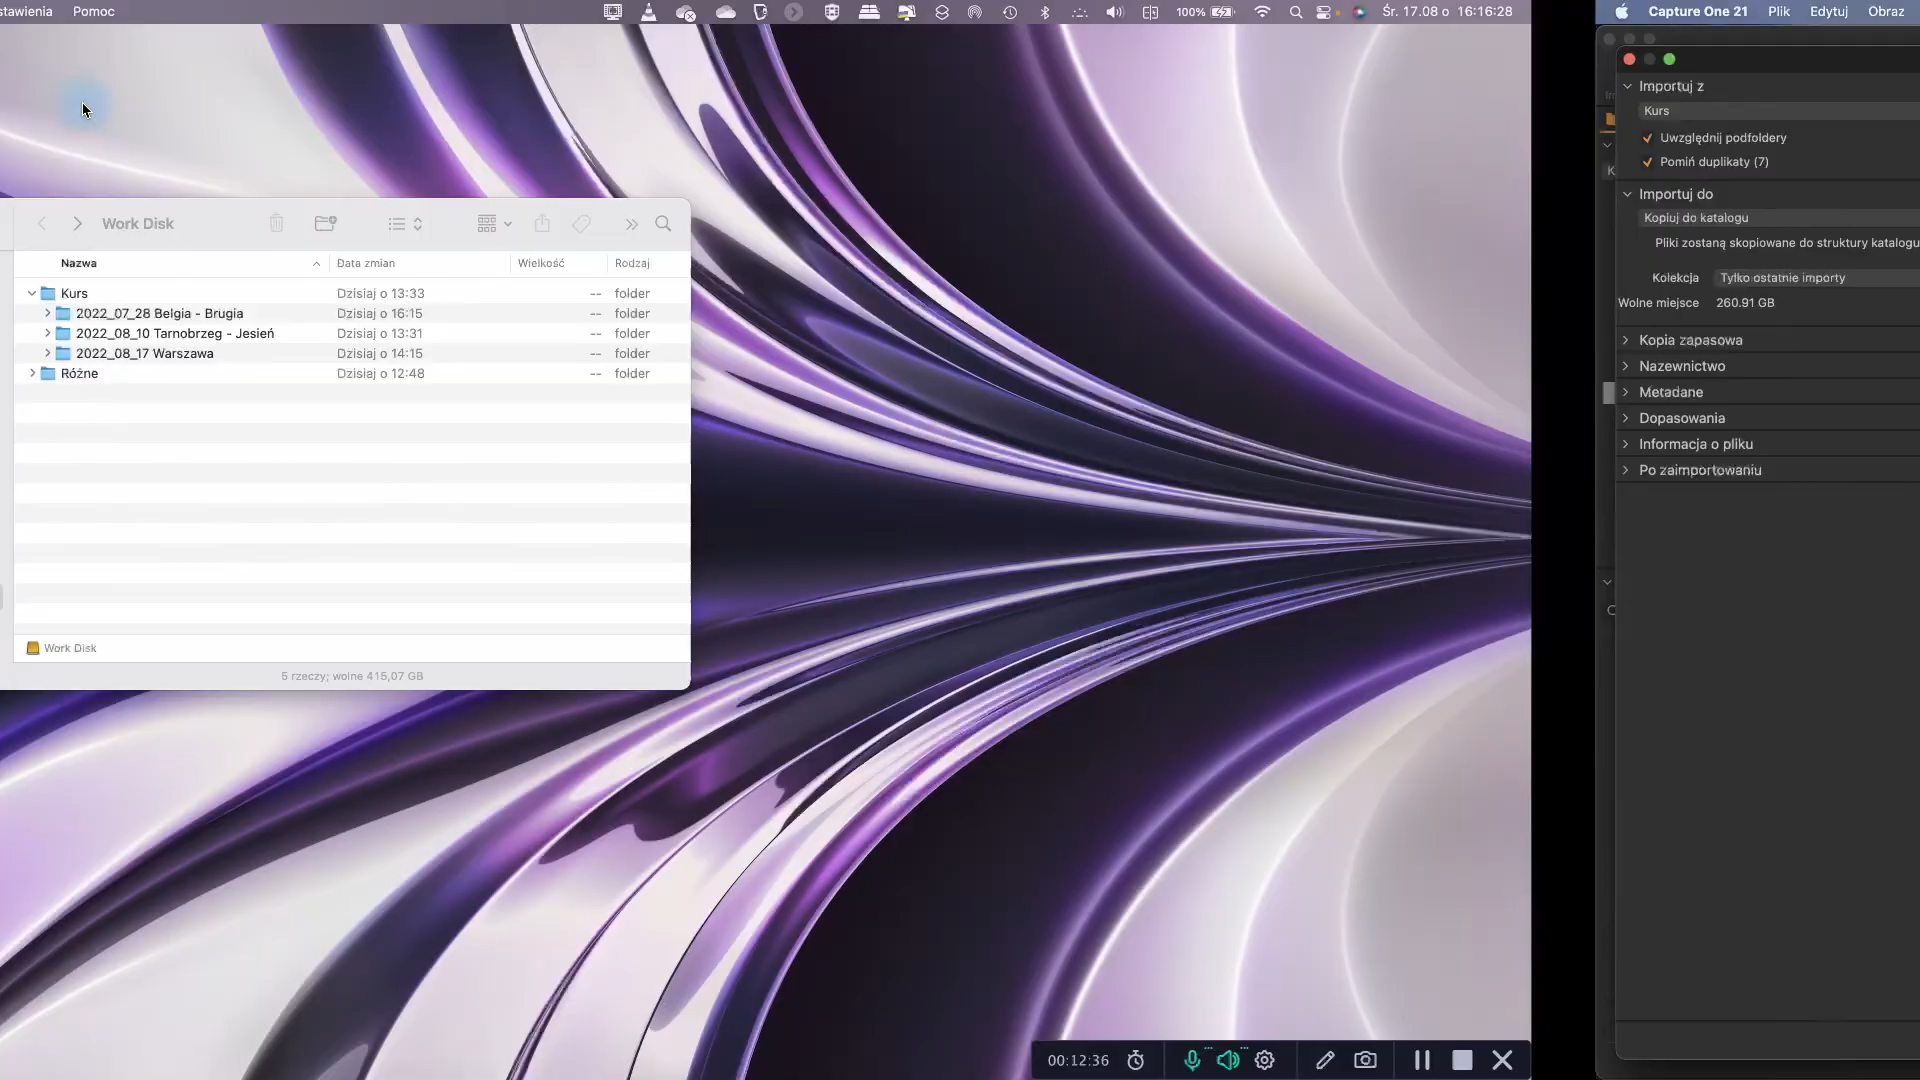 stawienia Pomoc
100% Śr. 17.08 o 16:16:28
Capture One 21 Plik Edytuj Obraz
Importuj z
Kurs
Uwzględnij podfoldery
Pomiń duplikaty (7)
Importuj do
Kopiuj do katalogu
Pliki zostaną skopiowane do struktury katalogu
Kolekcja Tylko ostatnie importy
Wolne miejsce 260.91 GB
Kopia zapasowa
Nazewnictwo
Metadane
Dopasowania
Informacja o pliku
Po zaimportowaniu
Work Disk
Nazwa Data zmian Wielkość Rodzaj
Kurs Dzisiaj o 13:33 -- folder
2022_07_28 Belgia - Brugia Dzisiaj o 16:15 -- folder
2022_08_10 Tarnobrzeg - Jesień Dzisiaj o 13:31 -- folder
2022_08_17 Warszawa Dzisiaj o 14:15 -- folder
Różne Dzisiaj o 12:48 -- folder
Work Disk
5 rzeczy; wolne 415,07 GB
00:12:36